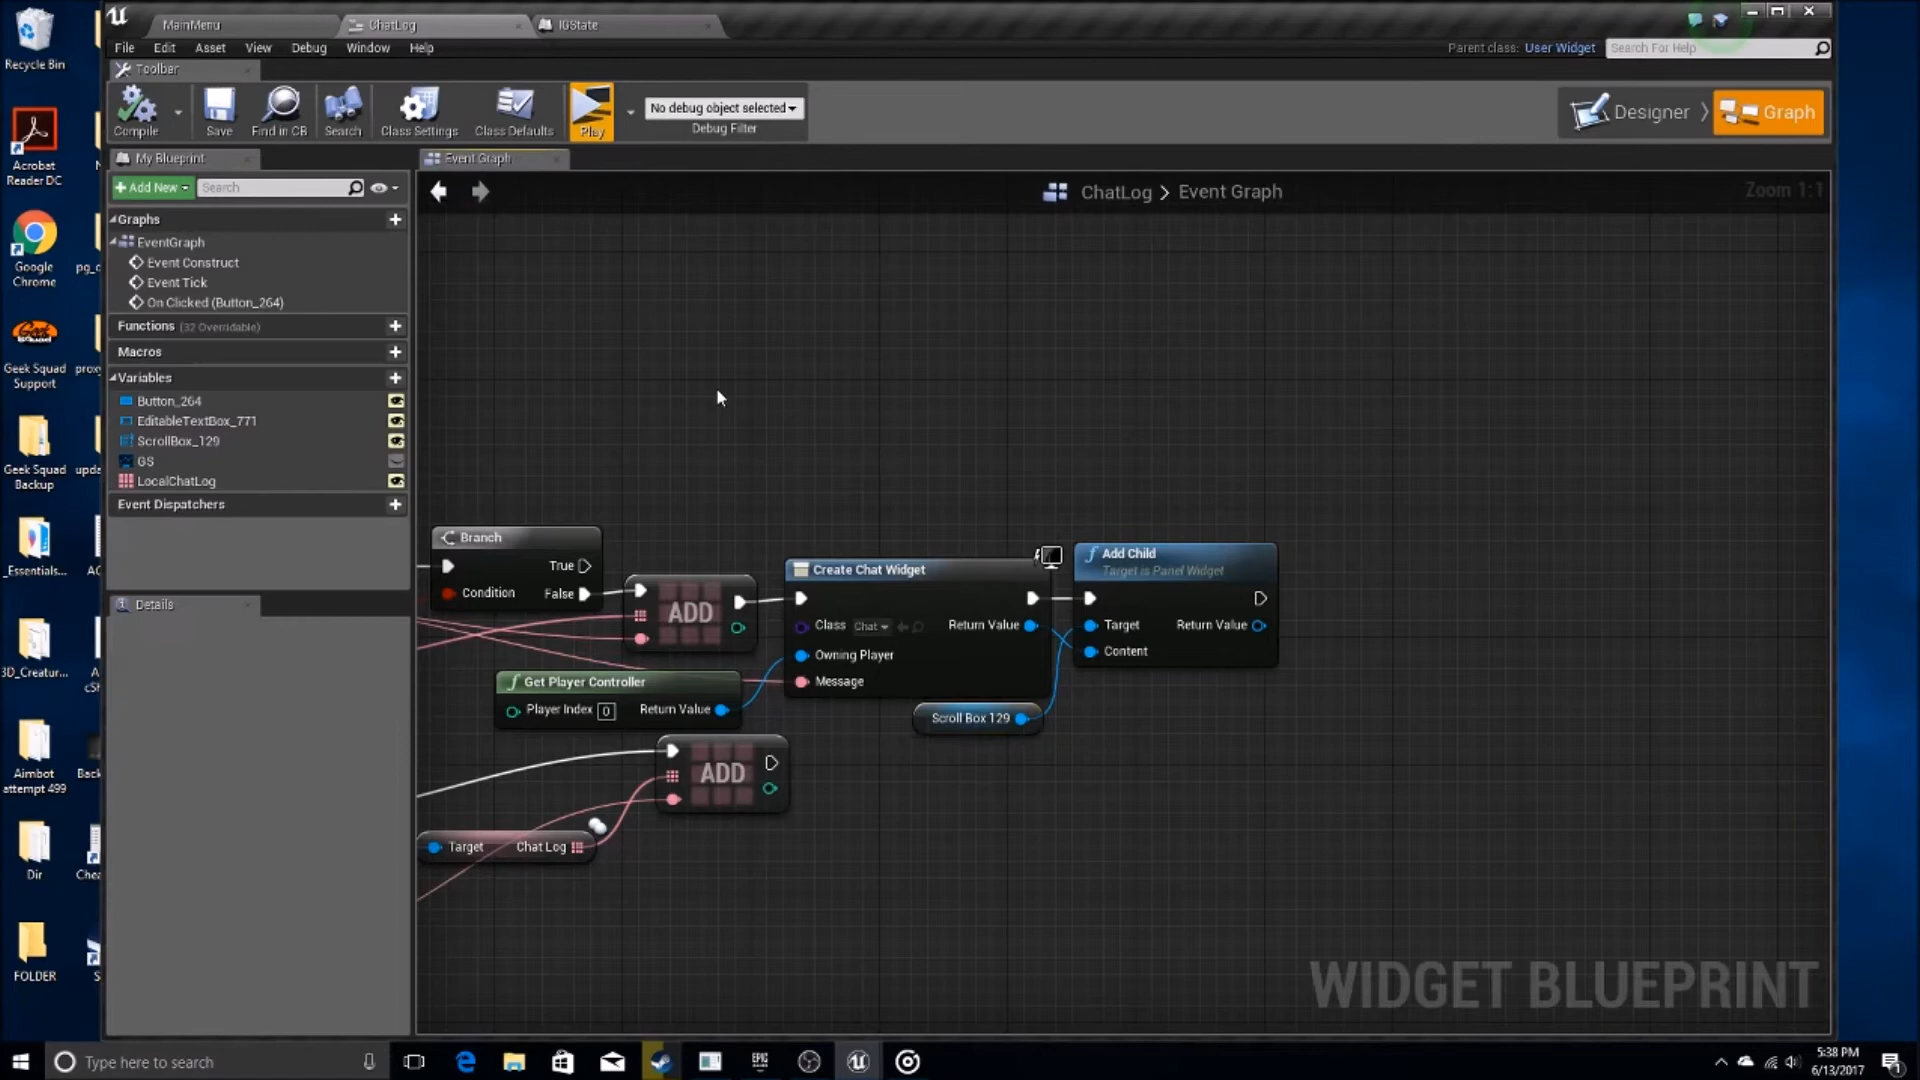 MainMenu
ChatLog
IGState
File Edit Asset View Debug Window Help
Parent class: User Widget
Search For Help
Toolbar
Compile
Save
Find in CB
Search
Class Settings
Class Defaults
Play
No debug object selected
Debug Filter
Designer
Graph
My Blueprint
Event Graph
Add New
Search
ChatLog > Event Graph
Zoom 1:1
Graphs
EventGraph
Event Construct
Event Tick
On Clicked (Button_264)
Functions (32 Overridable)
Macros
Variables
Button_264
EditableTextBox_771
ScrollBox_129
GS
LocalChatLog
Event Dispatchers
Details
Branch
True
Condition
False
ADD
Create Chat Widget
Class Chat
Return Value
Owning Player
Message
Add Child
Target is Panel Widget
Target
Return Value
Content
Get Player Controller
Player Index 0
Return Value
Scroll Box 129
ADD
Target
Chat Log
WIDGET BLUEPRINT
Recycle Bin
Acrobat
Reader DC
Google
Chrome
Geek Squad
Support
Geek Squad
Backup
_Essentials...
3D_Creatur...
Aimbot
attempt 499
Dir
FOLDER
Type here to search
EPIC
GAMES
5:38 PM
6/13/2017